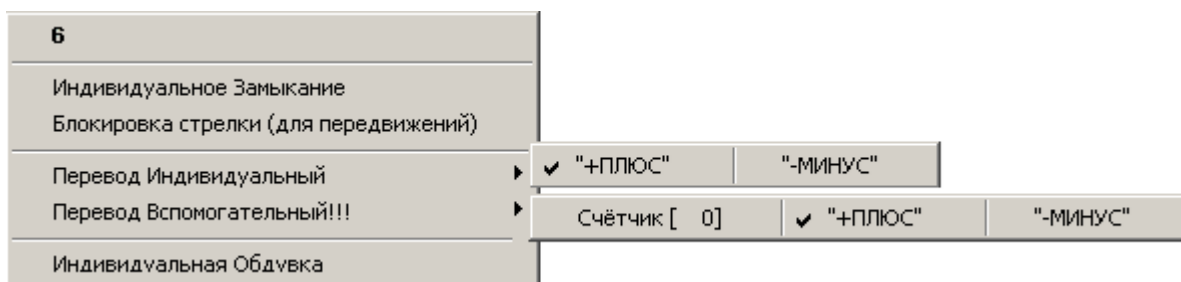 6
Индивидуальное Замыкание
Блокировка стрелки (для передвижений)
Перевод Индивидуальный
"+ПЛЮС" "-МИНУС"
Перевод Вспомогательный!!!
Счётчик [ 0] "+ПЛЮС" "-МИНУС"
Индивидуальная Обдувка